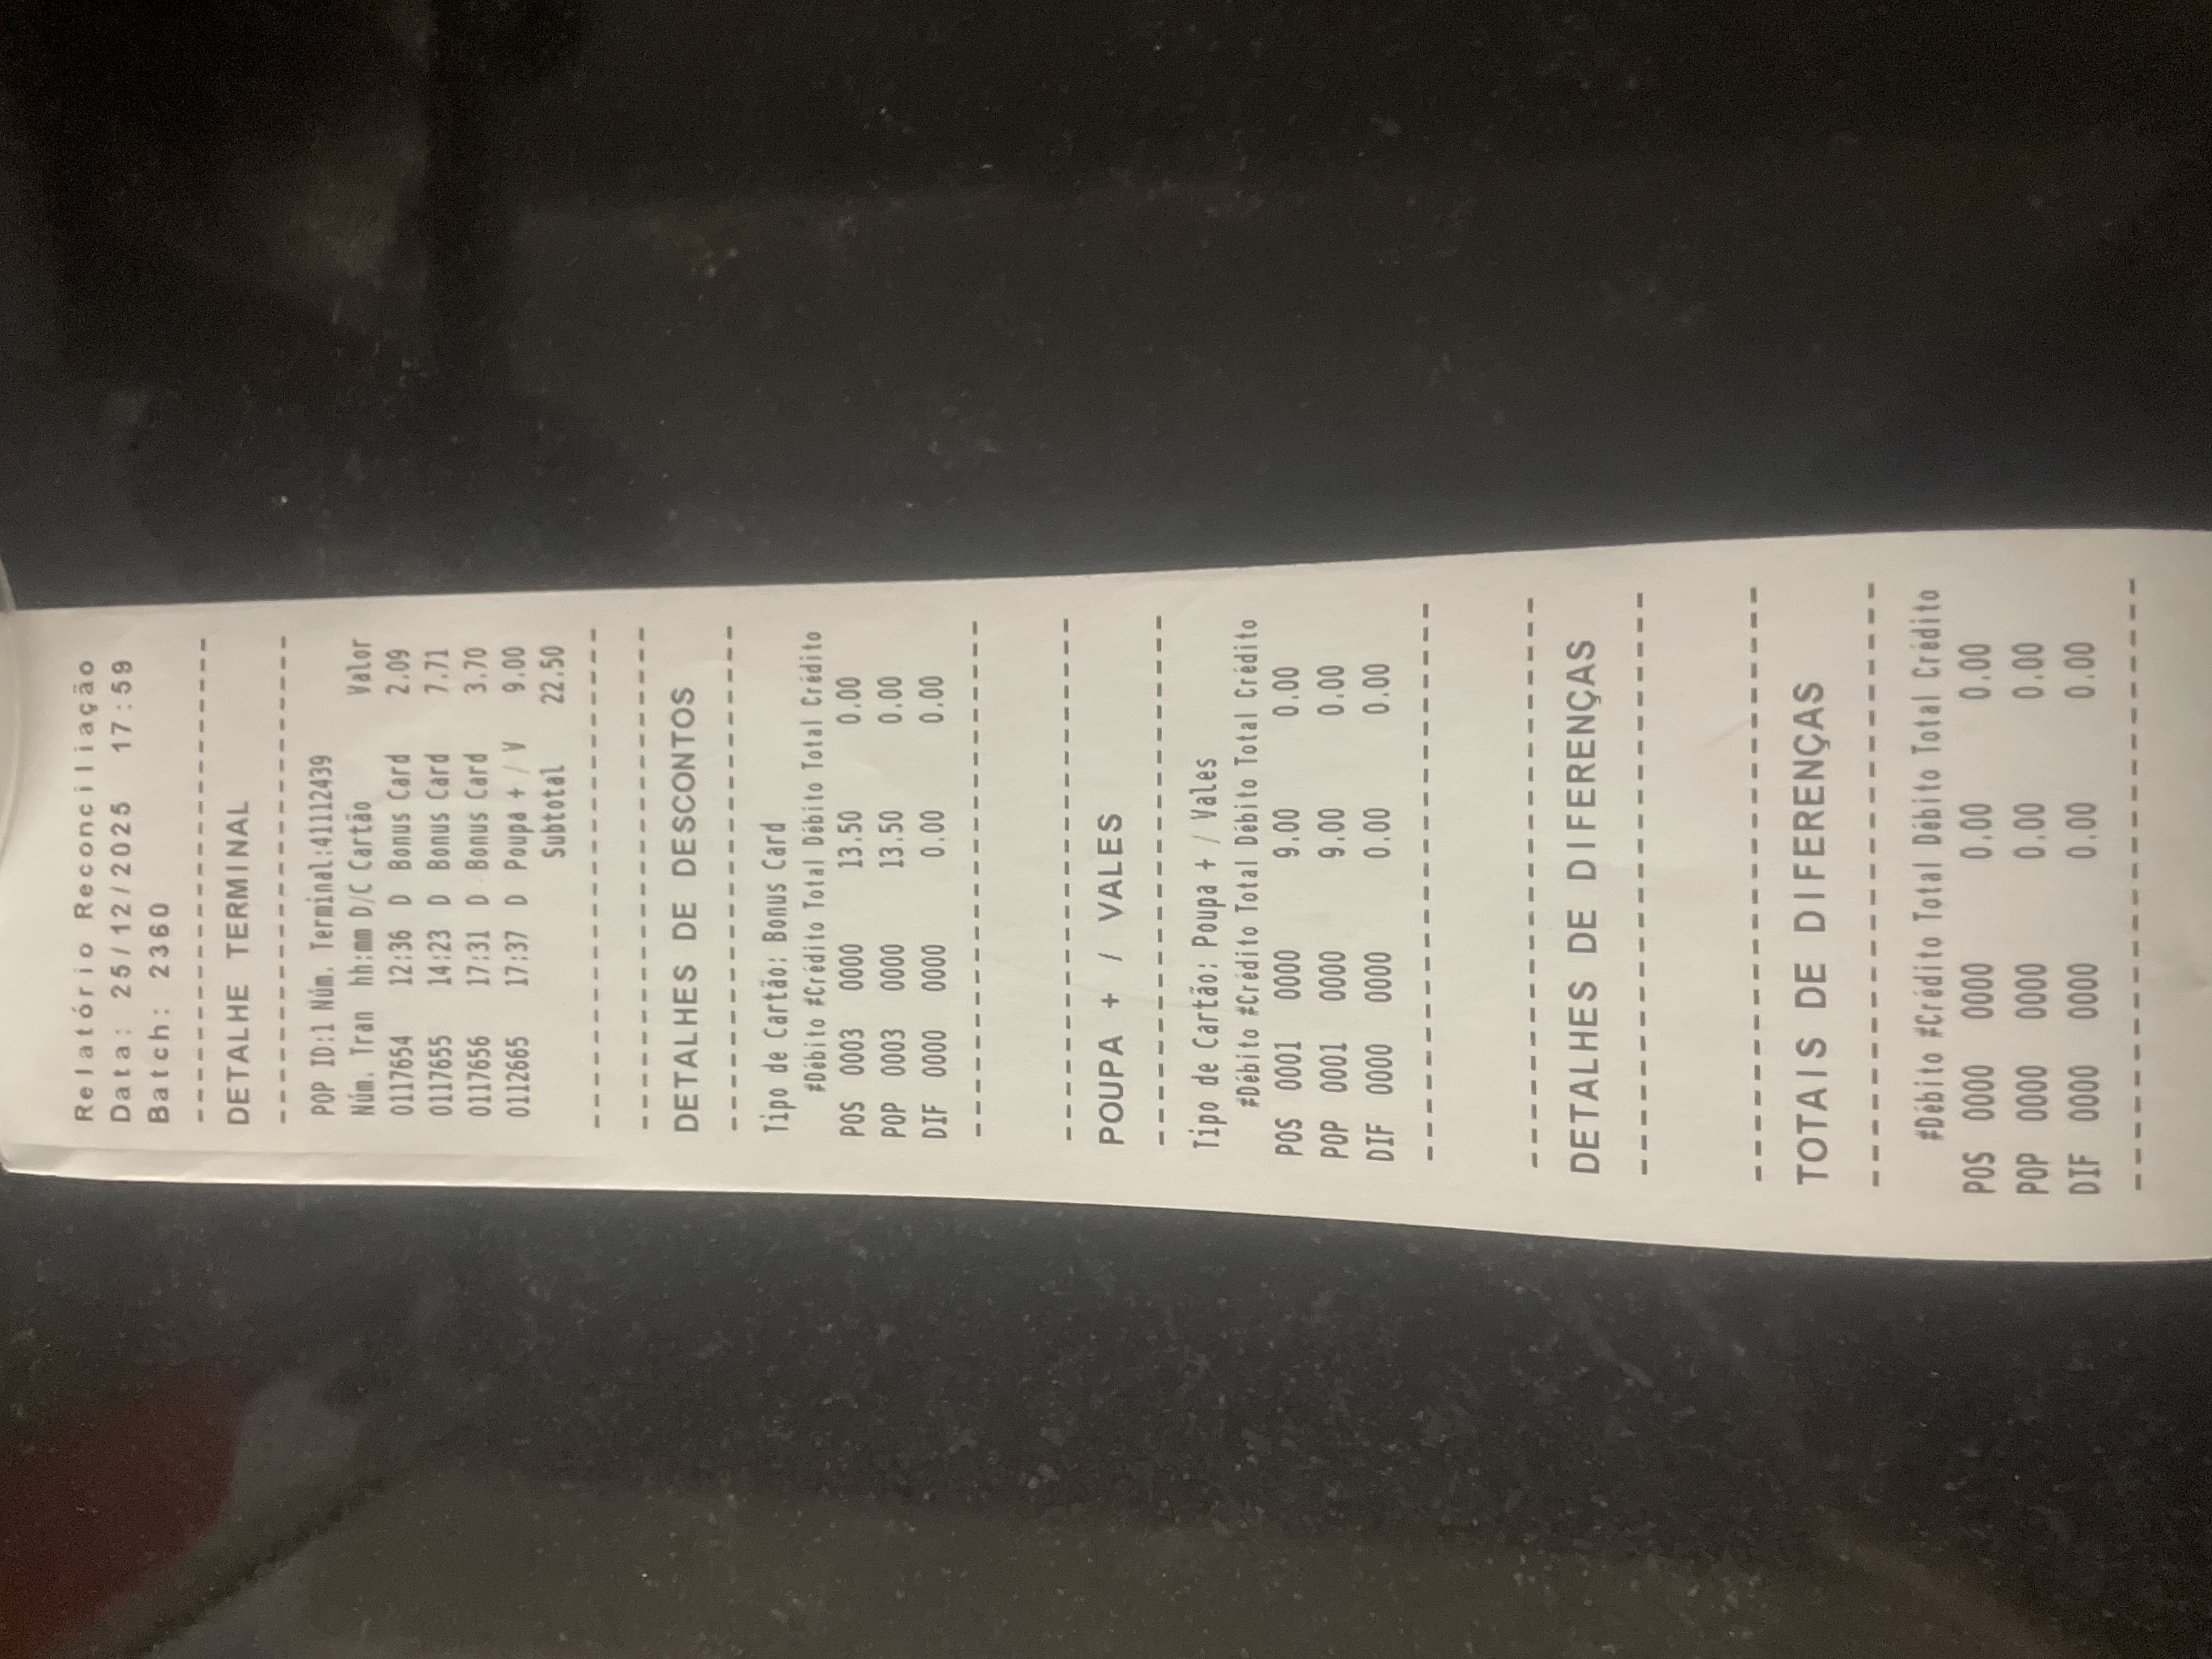 Relatório Reconciliação
Data: 25/12/2025 17:59
Batch: 2360
------------------------
DETALHE TERMINAL
------------------------
POP ID:1 Núm. Terminal:41112439
Núm. Tran hh:mm D/C Cartão Valor
0117654 12:36 D Bonus Card 2.09
0117655 14:23 D Bonus Card 7.71
0117656 17:31 D Bonus Card 3.70
0112665 17:37 D Poupa + / V 9.00
Subtotal 22.50
------------------------
------------------------
DETALHES DE DESCONTOS
------------------------
Tipo de Cartão: Bonus Card
#Débito #Crédito Total Débito Total Crédito
POS 0003 0000 13.50 0.00
POP 0003 0000 13.50 0.00
DIF 0000 0000 0.00 0.00
------------------------
------------------------
POUPA + / VALES
------------------------
Tipo de Cartão: Poupa + / Vales
#Débito #Crédito Total Débito Total Crédito
POS 0001 0000 9.00 0.00
POP 0001 0000 9.00 0.00
DIF 0000 0000 0.00 0.00
------------------------
------------------------
DETALHES DE DIFERENÇAS
------------------------
------------------------
TOTAIS DE DIFERENÇAS
------------------------
#Débito #Crédito Total Débito Total Crédito
POS 0000 0000 0.00 0.00
POP 0000 0000 0.00 0.00
DIF 0000 0000 0.00 0.00
------------------------